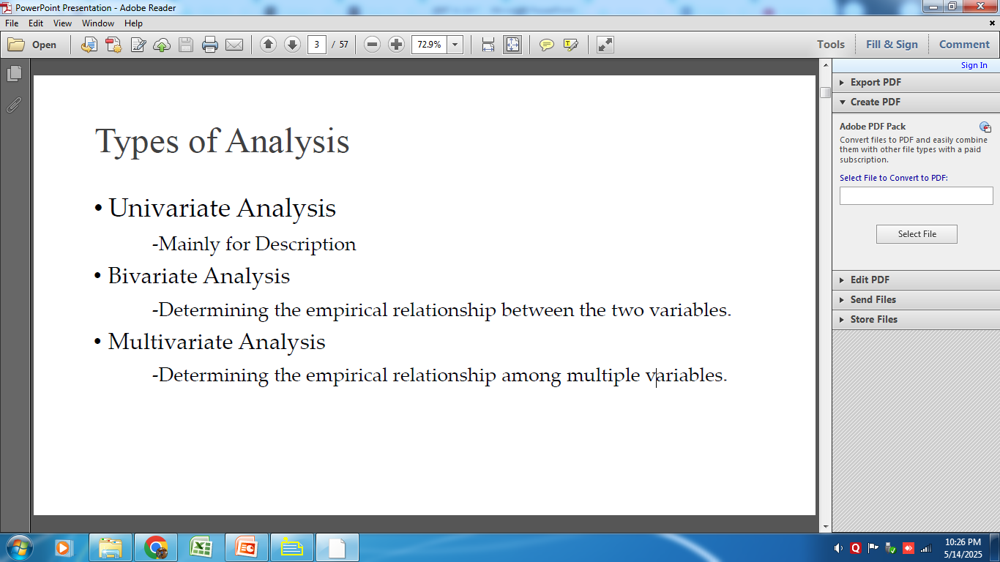 PowerPoint Presentation - Adobe Reader
File Edit View Window Help
Open 3 / 57 72.9% Tools Fill & Sign Comment
Sign In
Export PDF
Create PDF
Adobe PDF Pack
Convert files to PDF and easily combine
them with other file types with a paid
subscription.
Select File to Convert to PDF:
Select File
Edit PDF
Send Files
Store Files
Types of Analysis
• Univariate Analysis
-Mainly for Description
• Bivariate Analysis
-Determining the empirical relationship between the two variables.
• Multivariate Analysis
-Determining the empirical relationship among multiple variables.
10:26 PM
5/14/2025